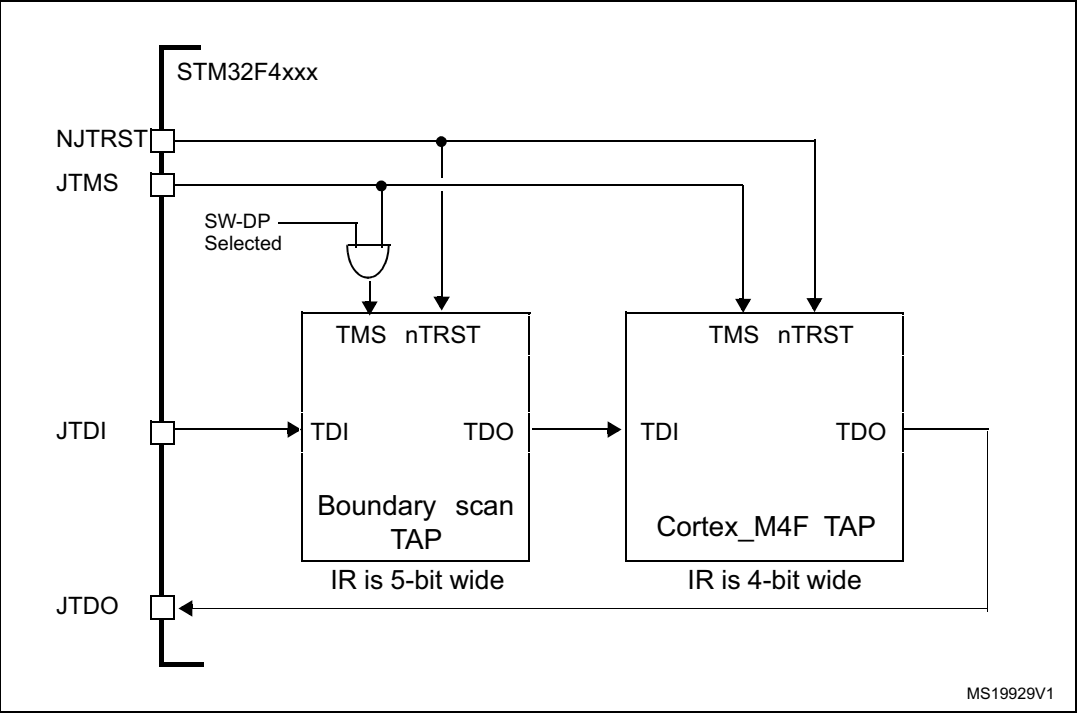 STM32F4xxx
NJTRST
JTMS
SW-DP
Selected
TMS nTRST
TMS nTRST
JTDI
TDI
TDO
TDI
TDO
Boundary scan
TAP
Cortex_M4F TAP
IR is 5-bit wide
IR is 4-bit wide
JTDO
MS19929V1